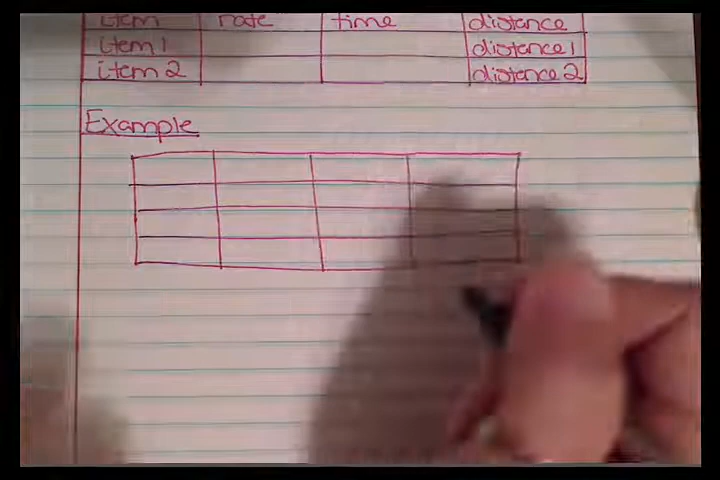 item rate time distance
item 1 distance 1
item 2 distance 2
Example